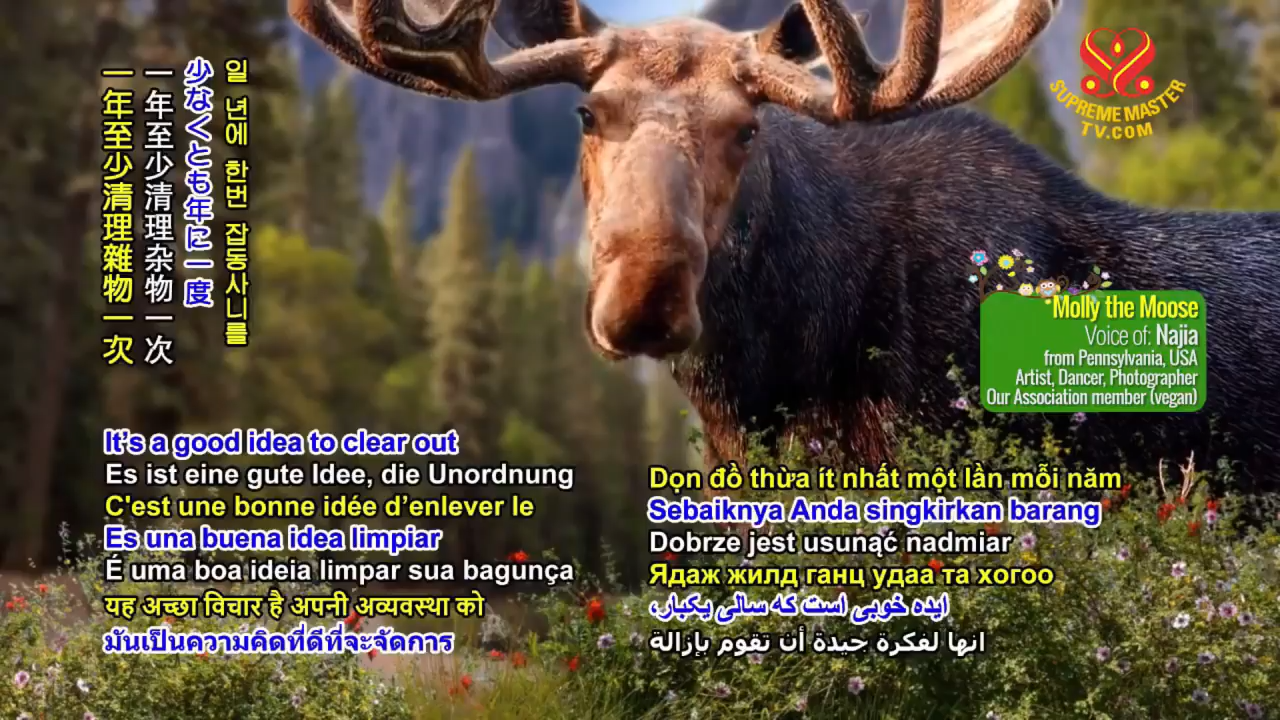 일 년에 한번 잡동사니를
少なくとも年に一度
一年至少清理杂物一次
一年至少清理雜物一次
SUPREME MASTER
TV.COM
Molly the Moose
Voice of: Najia
from Pennsylvania, USA
Artist, Dancer, Photographer
Our Association member (vegan)
It's a good idea to clear out
Es ist eine gute Idee, die Unordnung
C'est une bonne idée d'enlever le
Es una buena idea limpiar
É uma boa ideia limpar sua bagunça
यह अच्छा विचार है अपनी अव्यवस्था को
มันเป็นความคิดที่ดีที่จะจัดการ
Dọn đồ thừa ít nhất một lần mỗi năm
Sebaiknya Anda singkirkan barang
Dobrze jest usunąć nadmiar
Ядаж жилд ганц удаа та хогоо
ایده خوبی است که سالی یکبار،
انها لفكرة جيدة أن تقوم بإزالة